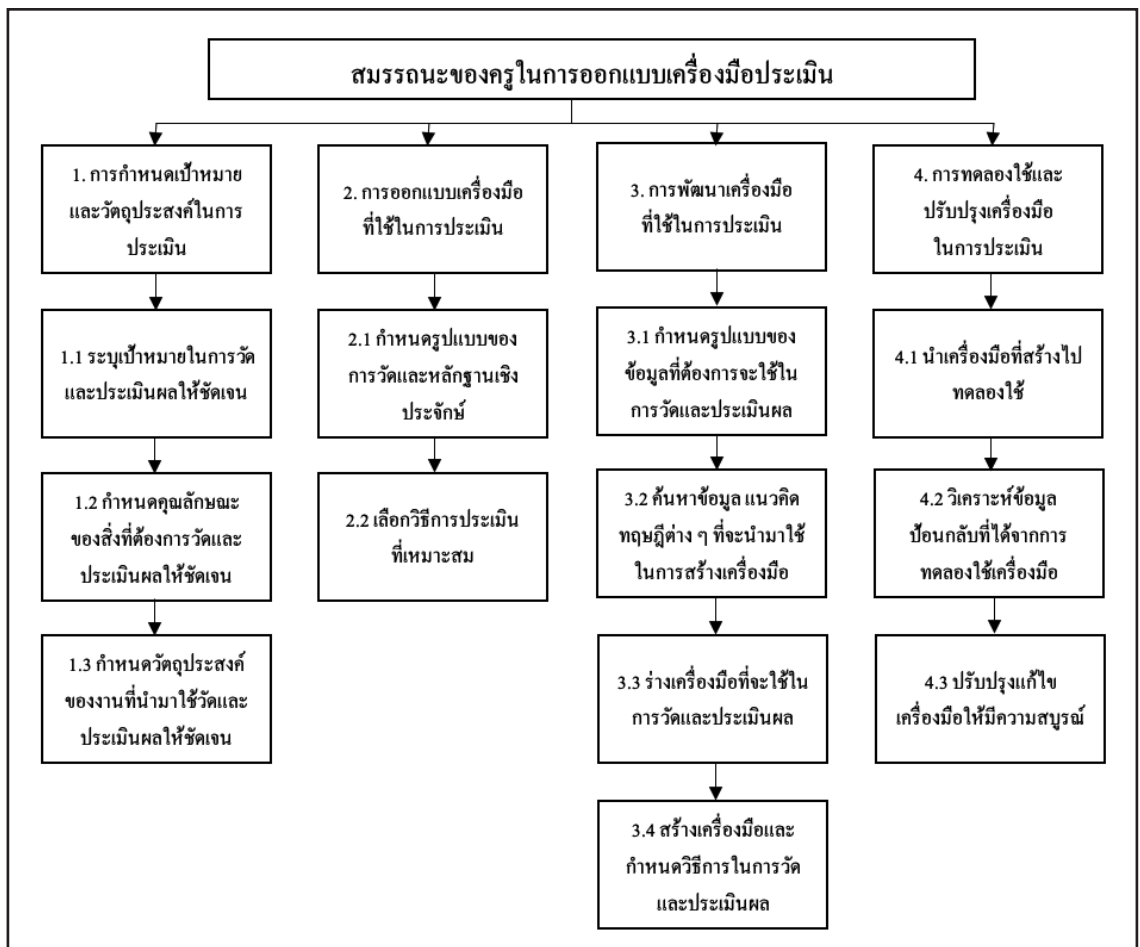 สมรรถนะของครูในการออกแบบเครื่องมือประเมิน
1. การกำหนดเป้าหมาย
และวัตถุประสงค์ในการ
ประเมิน
1.1 ระบุเป้าหมายในการวัด
และประเมินผลให้ชัดเจน
1.2 กำหนดคุณลักษณะ
ของสิ่งที่ต้องการวัดและ
ประเมินผลให้ชัดเจน
1.3 กำหนดวัตถุประสงค์
ของงานที่นำมาใช้วัดและ
ประเมินผลให้ชัดเจน
2. การออกแบบเครื่องมือ
ที่ใช้ในการประเมิน
2.1 กำหนดรูปแบบของ
การวัดและหลักฐานเชิง
ประจักษ์
2.2 เลือกวิธีการประเมิน
ที่เหมาะสม
3. การพัฒนาเครื่องมือ
ที่ใช้ในการประเมิน
3.1 กำหนดรูปแบบของ
ข้อมูลที่ต้องการจะใช้ใน
การวัดและประเมินผล
3.2 ค้นหาข้อมูล แนวคิด
ทฤษฎีต่าง ๆ ที่จะนำมาใช้
ในการสร้างเครื่องมือ
3.3 ร่างเครื่องมือที่จะใช้ใน
การวัดและประเมินผล
3.4 สร้างเครื่องมือและ
กำหนดวิธีการในการวัด
และประเมินผล
4. การทดลองใช้และ
ปรับปรุงเครื่องมือ
ในการประเมิน
4.1 นำเครื่องมือที่สร้างไป
ทดลองใช้
4.2 วิเคราะห์ข้อมูล
ป้อนกลับที่ได้จากการ
ทดลองใช้เครื่องมือ
4.3 ปรับปรุงแก้ไข
เครื่องมือให้มีความสบูรณ์